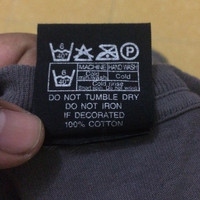 P
MACHINE HAND WASH
Cold
DO NOT TUMBLE DRY
DO NOT IRON
IF DECORATED
100% COTTON